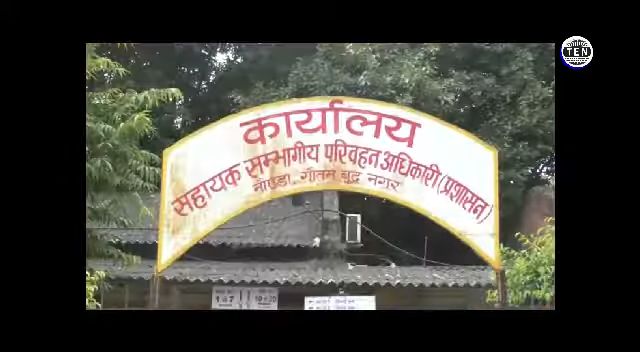 TEN
कार्यालय
सहायक सम्भागीय परिवहन अधिकारी (प्रशासन)
नौएडा, गौतम बुद्ध नगर